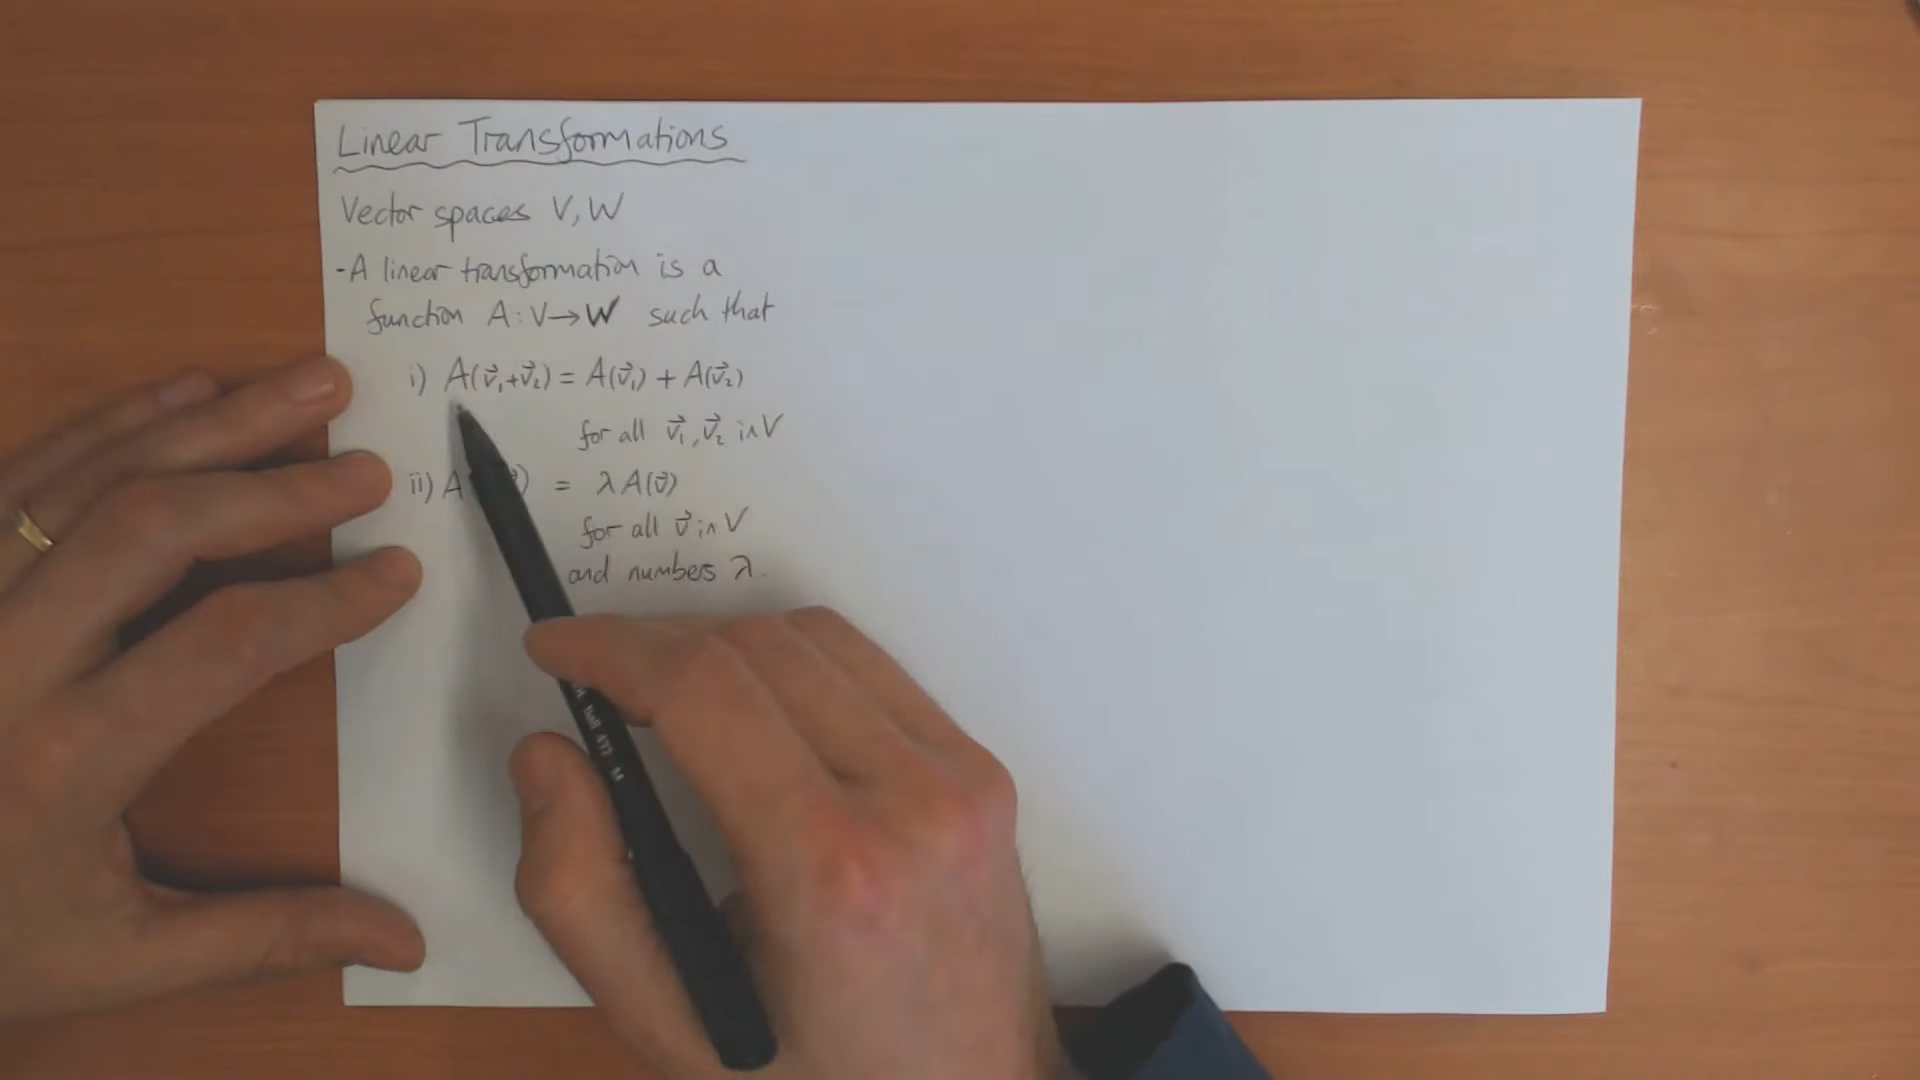 Linear Transformations
Vector spaces V, W
- A linear transformation is a
function A: V→W such that
i) A(v⃗₁+v⃗₂) = A(v⃗₁) + A(v⃗₂)
for all v⃗₁, v⃗₂ in V
ii) A ) = λ A(v⃗)
for all v⃗ in V
and numbers λ.